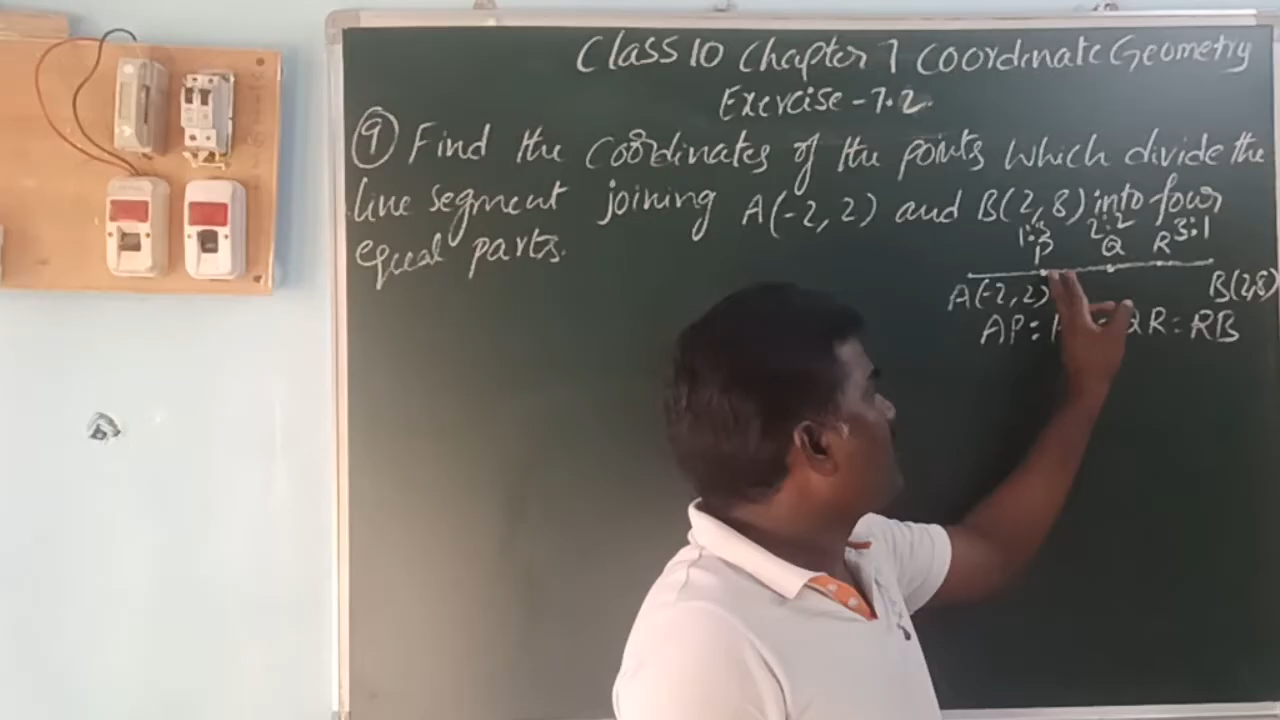 Class 10 Chapter 7 Coordinate Geometry
Exercise - 7.2.
9 Find the coordinates of the points which divide the
line segment joining A(-2, 2) and B(2, 8) into four
equal parts.
1:3 2:2 3:1
P Q R
A(-2, 2) B(2,8)
AP = QR = RB